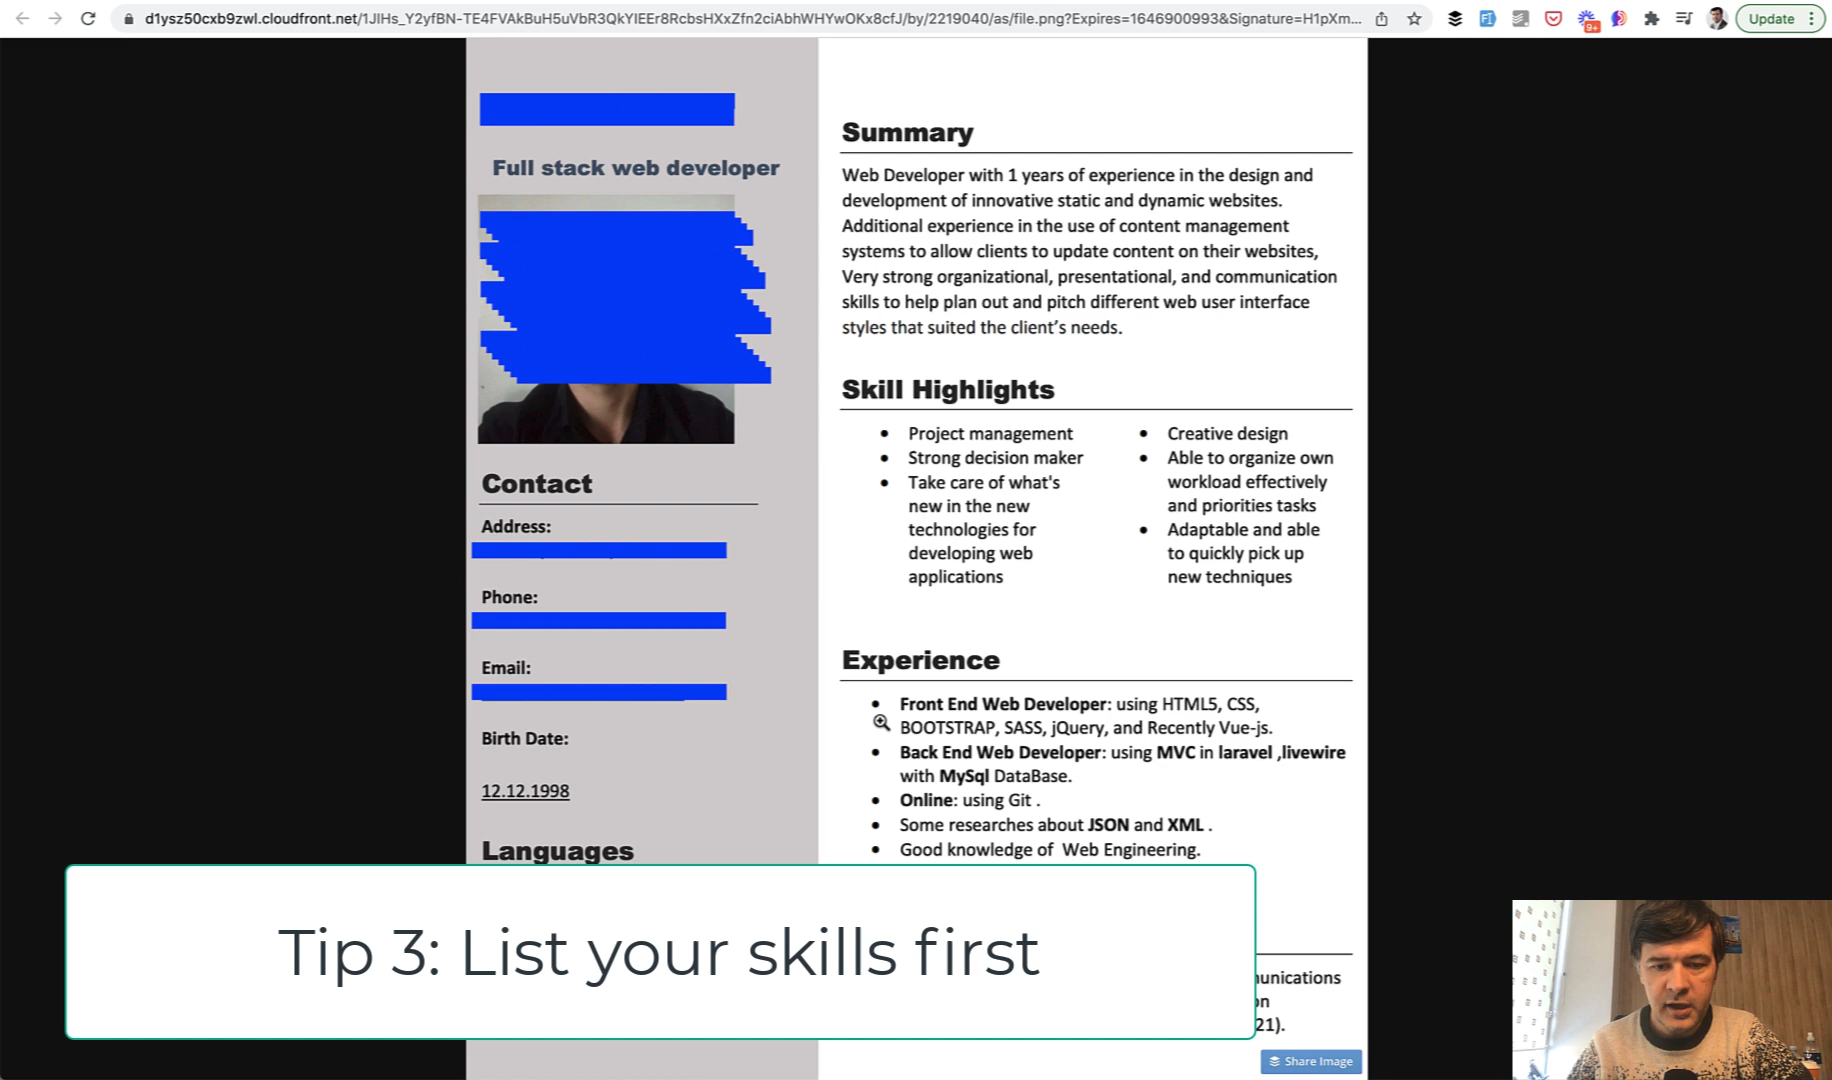 d1ysz50cxb9zwl.cloudfront.net/1JIHs_Y2yfBN-TE4FVAkBuH5uVbR3QkYIEEr8RcbsHXxZfn2ciAbhWHYwOKx8cfJ/by/2219040/as/file.png?Expires=1646900993&Signature=H1pXm...
9+
Update
Full stack web developer
Contact
Address:
Phone:
Email:
Birth Date:
12.12.1998
Languages
Summary
Web Developer with 1 years of experience in the design and
development of innovative static and dynamic websites.
Additional experience in the use of content management
systems to allow clients to update content on their websites,
Very strong organizational, presentational, and communication
skills to help plan out and pitch different web user interface
styles that suited the client’s needs.
Skill Highlights
• Project management
• Strong decision maker
• Take care of what's
new in the new
technologies for
developing web
applications
• Creative design
• Able to organize own
workload effectively
and priorities tasks
• Adaptable and able
to quickly pick up
new techniques
Experience
• Front End Web Developer: using HTML5, CSS,
BOOTSTRAP, SASS, jQuery, and Recently Vue-js.
• Back End Web Developer: using MVC in laravel ,livewire
with MySql DataBase.
• Online: using Git .
• Some researches about JSON and XML .
• Good knowledge of Web Engineering.
21).
Tip 3: List your skills first
Share Image